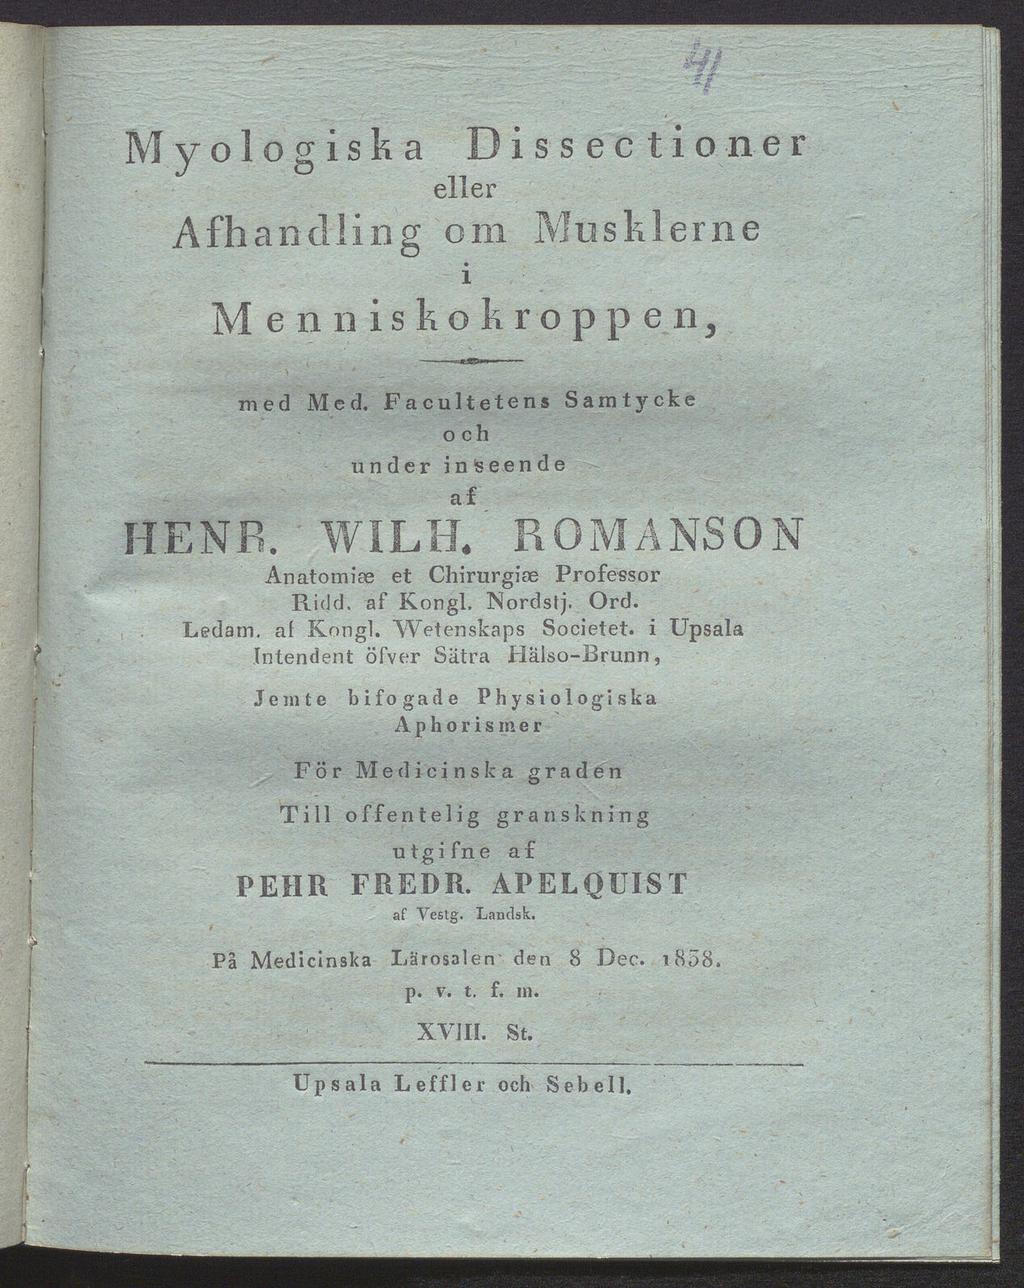 41
Myologiska Dissectioner
eller
Afhandling om Musklerne
i
Menniskokroppen,
med Med. Facultetens Samtycke
och
under inseende
af
HENR. WILH. ROMANSON
Anatomiæ et Chirurgiæ Professor
Ridd. af Kongl. Nordstj. Ord.
Ledam. af Kongl. Wetenskaps Societet. i Upsala
Intendent öfver Sätra Hälso-Brunn,
Jemte bifogade Physiologiska
Aphorismer
För Medicinska graden
Till offentelig granskning
utgifne af
PEHR FREDR. APELQUIST
af Vestg. Landsk.
På Medicinska Lärosalen den 8 Dec. 1838.
p. v. t. f. m.
XVIII. St.
Upsala Leffler och Sebell.